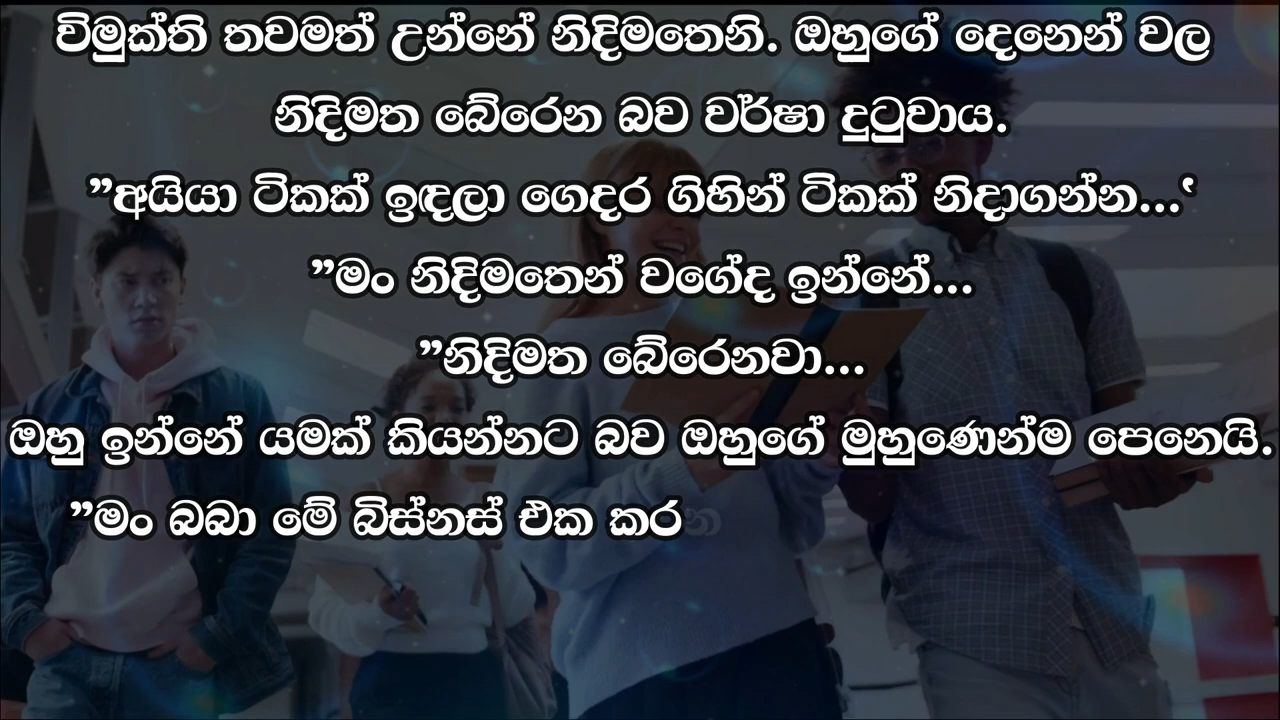 විමුක්ති තවමත් උන්නේ නිදිමතෙනි. ඔහුගේ දෙනෙන් වල
නිදිමත බේරෙන බව වර්ෂා දුටුවාය.
”අයියා ටිකක් ඉඳලා ගෙදර ගිහින් ටිකක් නිදාගන්න...‘
”මං නිදිමතෙන් වගේද ඉන්නේ...
”නිදිමත බේරෙනවා...
ඔහු ඉන්නේ යමක් කියන්නට බව ඔහුගේ මුහුණෙන්ම පෙනෙයි.
”මං බබා මේ බිස්නස් එක කරන